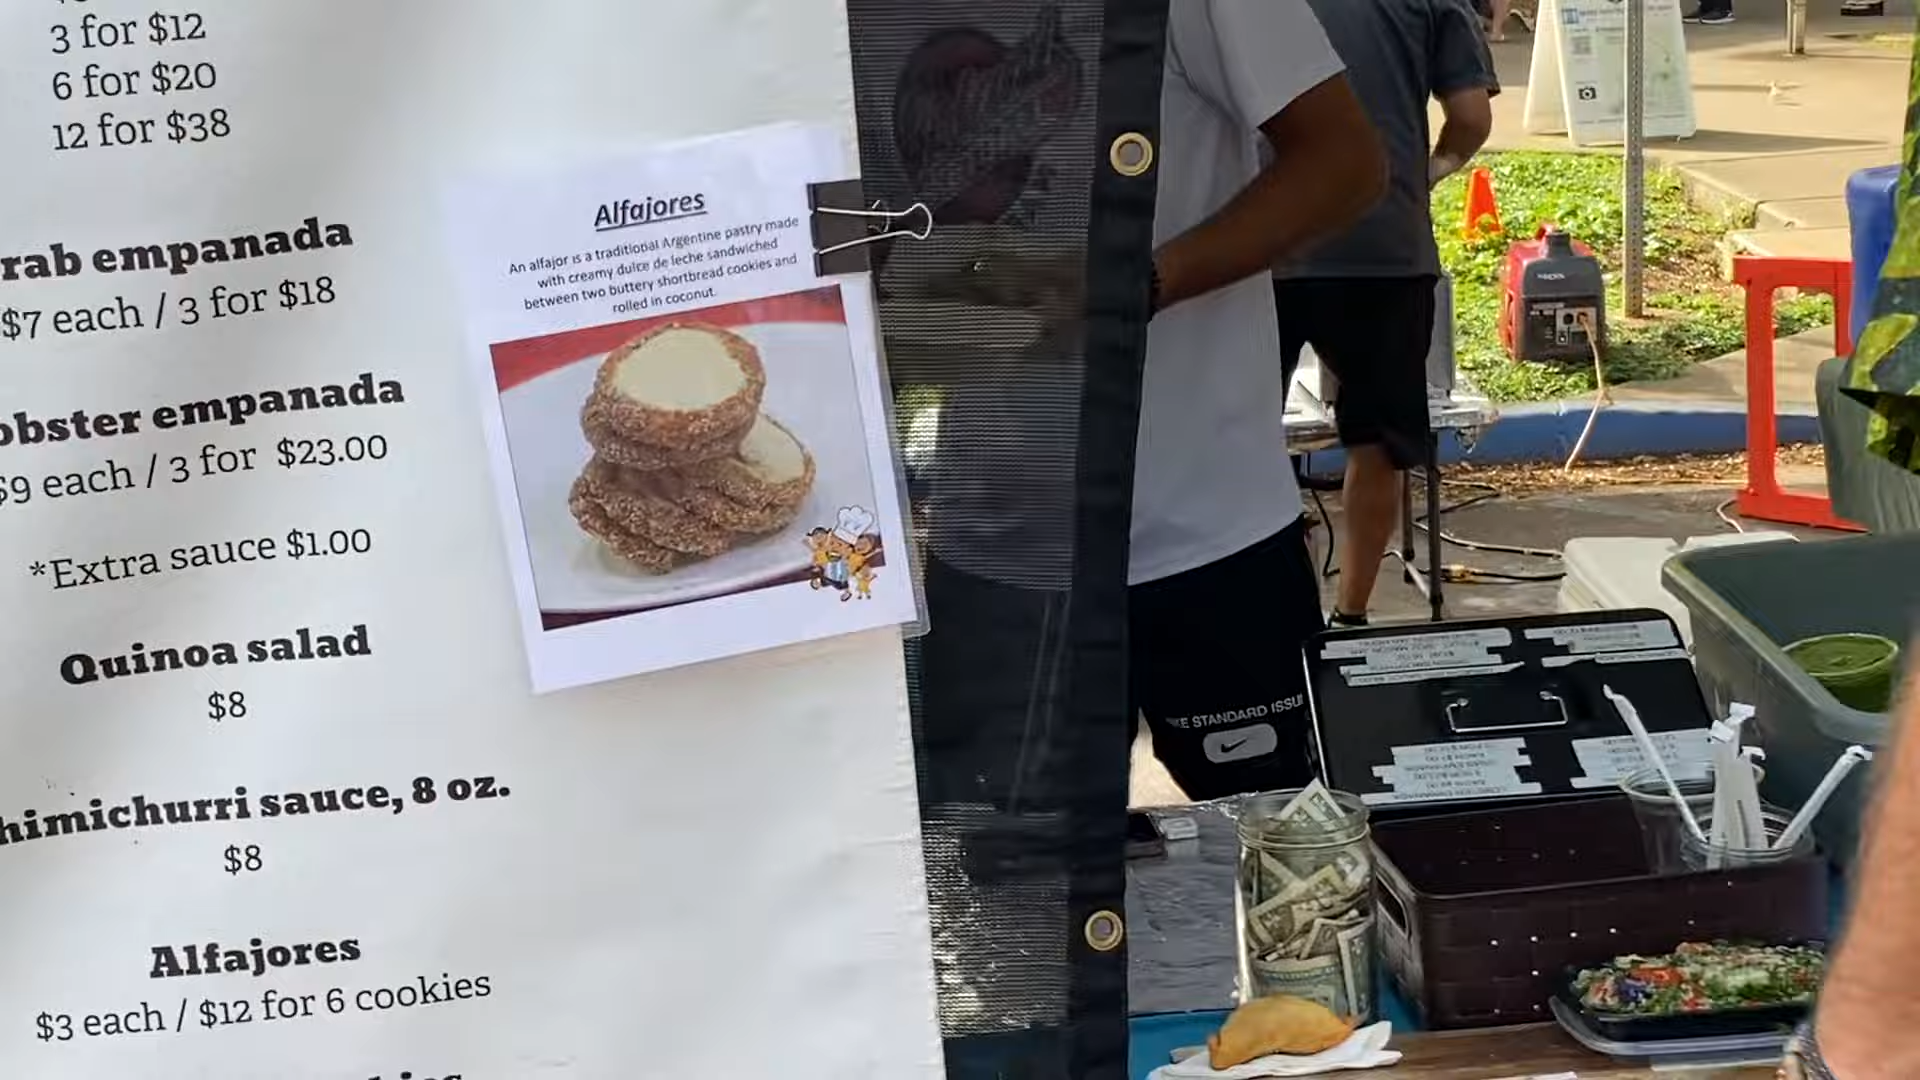 3 for $12
6 for $20
12 for $38
rab empanada
$7 each / 3 for $18
obster empanada
$9 each / 3 for $23.00
*Extra sauce $1.00
Quinoa salad
$8
himichurri sauce, 8 oz.
$8
Alfajores
$3 each / $12 for 6 cookies
Alfajores
An alfajor is a traditional Argentine pastry made
with creamy dulce de leche sandwiched
between two buttery shortbread cookies and
rolled in coconut.
KE STANDARD ISSU